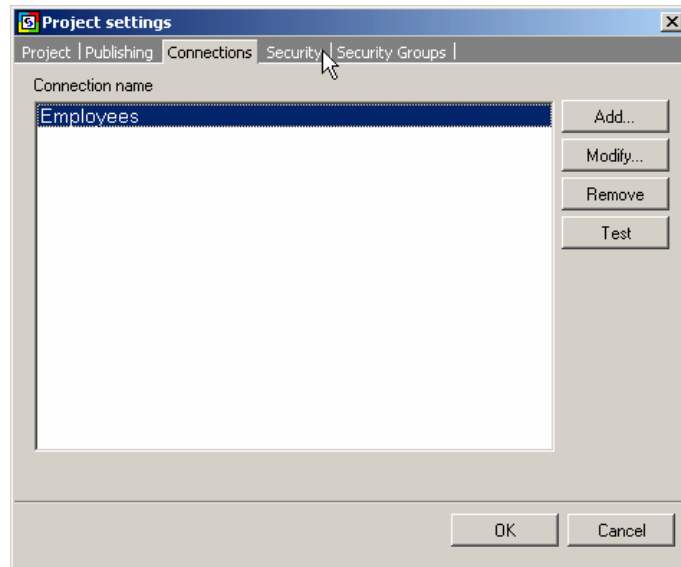 Project settings
Project | Publishing Connections Security | Security Groups |
Connection name
Employees
Add...
Modify...
Remove
Test
OK Cancel